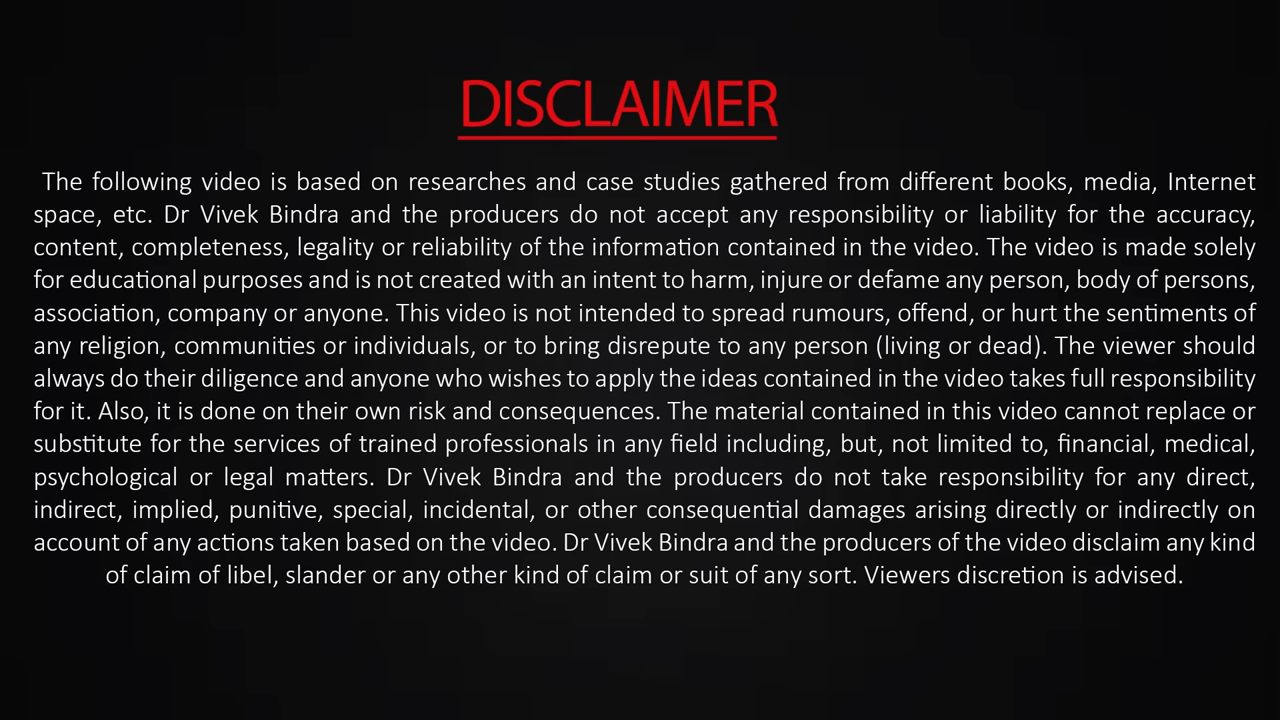 DISCLAIMER
The following video is based on researches and case studies gathered from different books, media, Internet
space, etc. Dr Vivek Bindra and the producers do not accept any responsibility or liability for the accuracy,
content, completeness, legality or reliability of the information contained in the video. The video is made solely
for educational purposes and is not created with an intent to harm, injure or defame any person, body of persons,
association, company or anyone. This video is not intended to spread rumours, offend, or hurt the sentiments of
any religion, communities or individuals, or to bring disrepute to any person (living or dead). The viewer should
always do their diligence and anyone who wishes to apply the ideas contained in the video takes full responsibility
for it. Also, it is done on their own risk and consequences. The material contained in this video cannot replace or
substitute for the services of trained professionals in any field including, but, not limited to, financial, medical,
psychological or legal matters. Dr Vivek Bindra and the producers do not take responsibility for any direct,
indirect, implied, punitive, special, incidental, or other consequential damages arising directly or indirectly on
account of any actions taken based on the video. Dr Vivek Bindra and the producers of the video disclaim any kind
of claim of libel, slander or any other kind of claim or suit of any sort. Viewers discretion is advised.